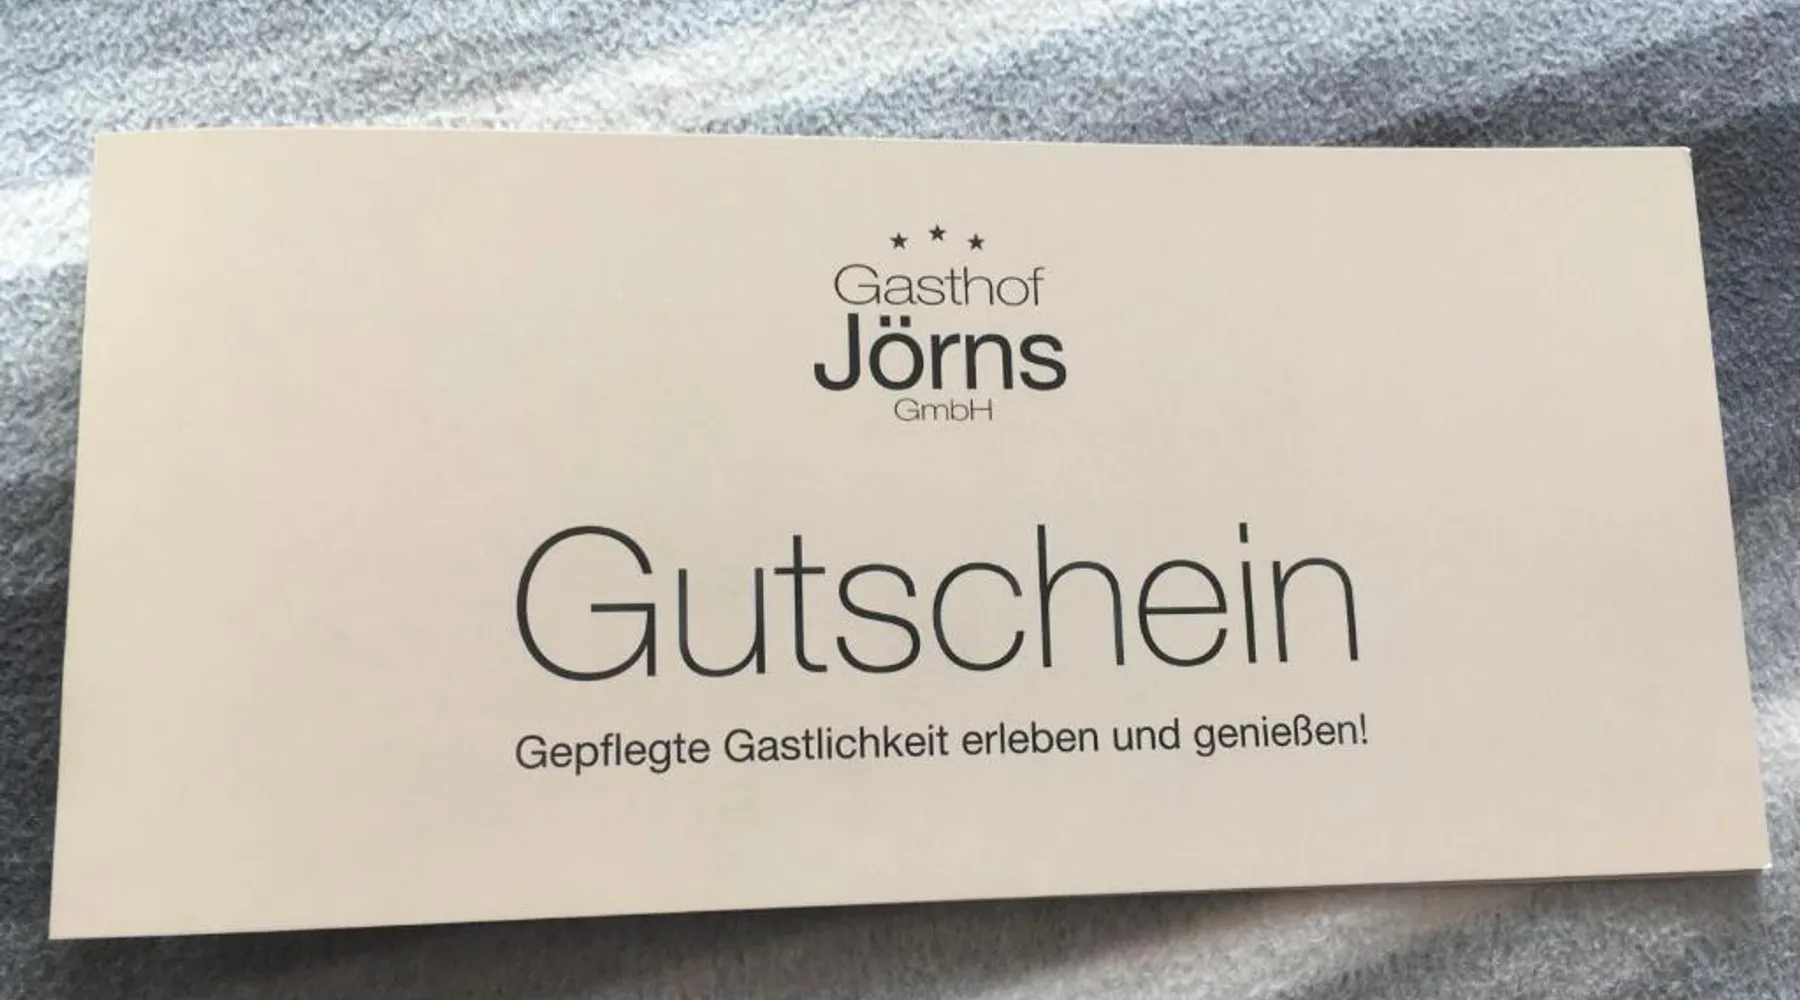 ★ ★ ★
Gasthof
Jörns
GmbH
Gutschein
Gepflegte Gastlichkeit erleben und genießen!